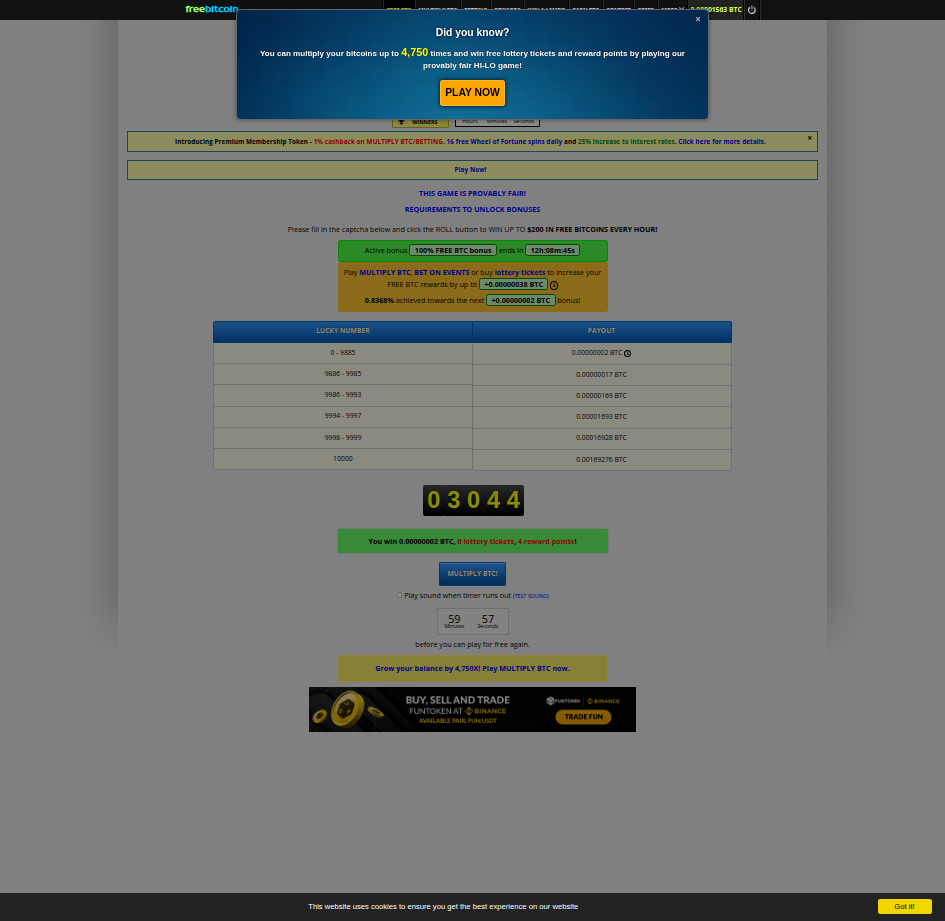 freebitcoin
BTC
×
Did you know?
You can multiply your bitcoins up to 4,750 times and win free lottery tickets and reward points by playing our
provably fair HI-LO game!
PLAY NOW
WINNERS
Hours Minutes Seconds
Introducing Premium Membership Token - 1% cashback on MULTIPLY BTC/BETTING, 16 free Wheel of Fortune spins daily and 25% increase to interest rates. Click here for more details.
×
Play Now!
THIS GAME IS PROVABLY FAIR!
REQUIREMENTS TO UNLOCK BONUSES
Please fill in the captcha below and click the ROLL button to WIN UP TO $200 IN FREE BITCOINS EVERY HOUR!
Active bonus 100% FREE BTC bonus ends in 12h:08m:45s
Play MULTIPLY BTC, BET ON EVENTS or buy lottery tickets to increase your
FREE BTC rewards by up to +0.00000038 BTC
0.8368% achieved towards the next +0.00000002 BTC bonus!
LUCKY NUMBER PAYOUT
0 - 9885 0.00000002 BTC
9886 - 9985 0.00000017 BTC
9986 - 9993 0.00000169 BTC
9994 - 9997 0.00001693 BTC
9998 - 9999 0.00016928 BTC
10000 0.00169276 BTC
0 3 0 4 4
You win 0.00000002 BTC, 0 lottery tickets, 4 reward points!
MULTIPLY BTC!
Play sound when timer runs out (TEST SOUND)
59 57
Minutes Seconds
before you can play for free again.
Grow your balance by 4,750X! Play MULTIPLY BTC now.
BUY, SELL AND TRADE
FUNTOKEN AT BINANCE
AVAILABLE PAIR: FUN/USDT
FUNTOKEN BINANCE
TRADE FUN
This website uses cookies to ensure you get the best experience on our website
Got it!